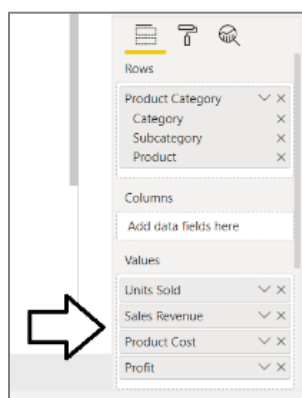 Rows
Product Category
Category
Subcategory
Product
Columns
Add data fields here
Values
Units Sold
Sales Revenue
Product Cost
Profit